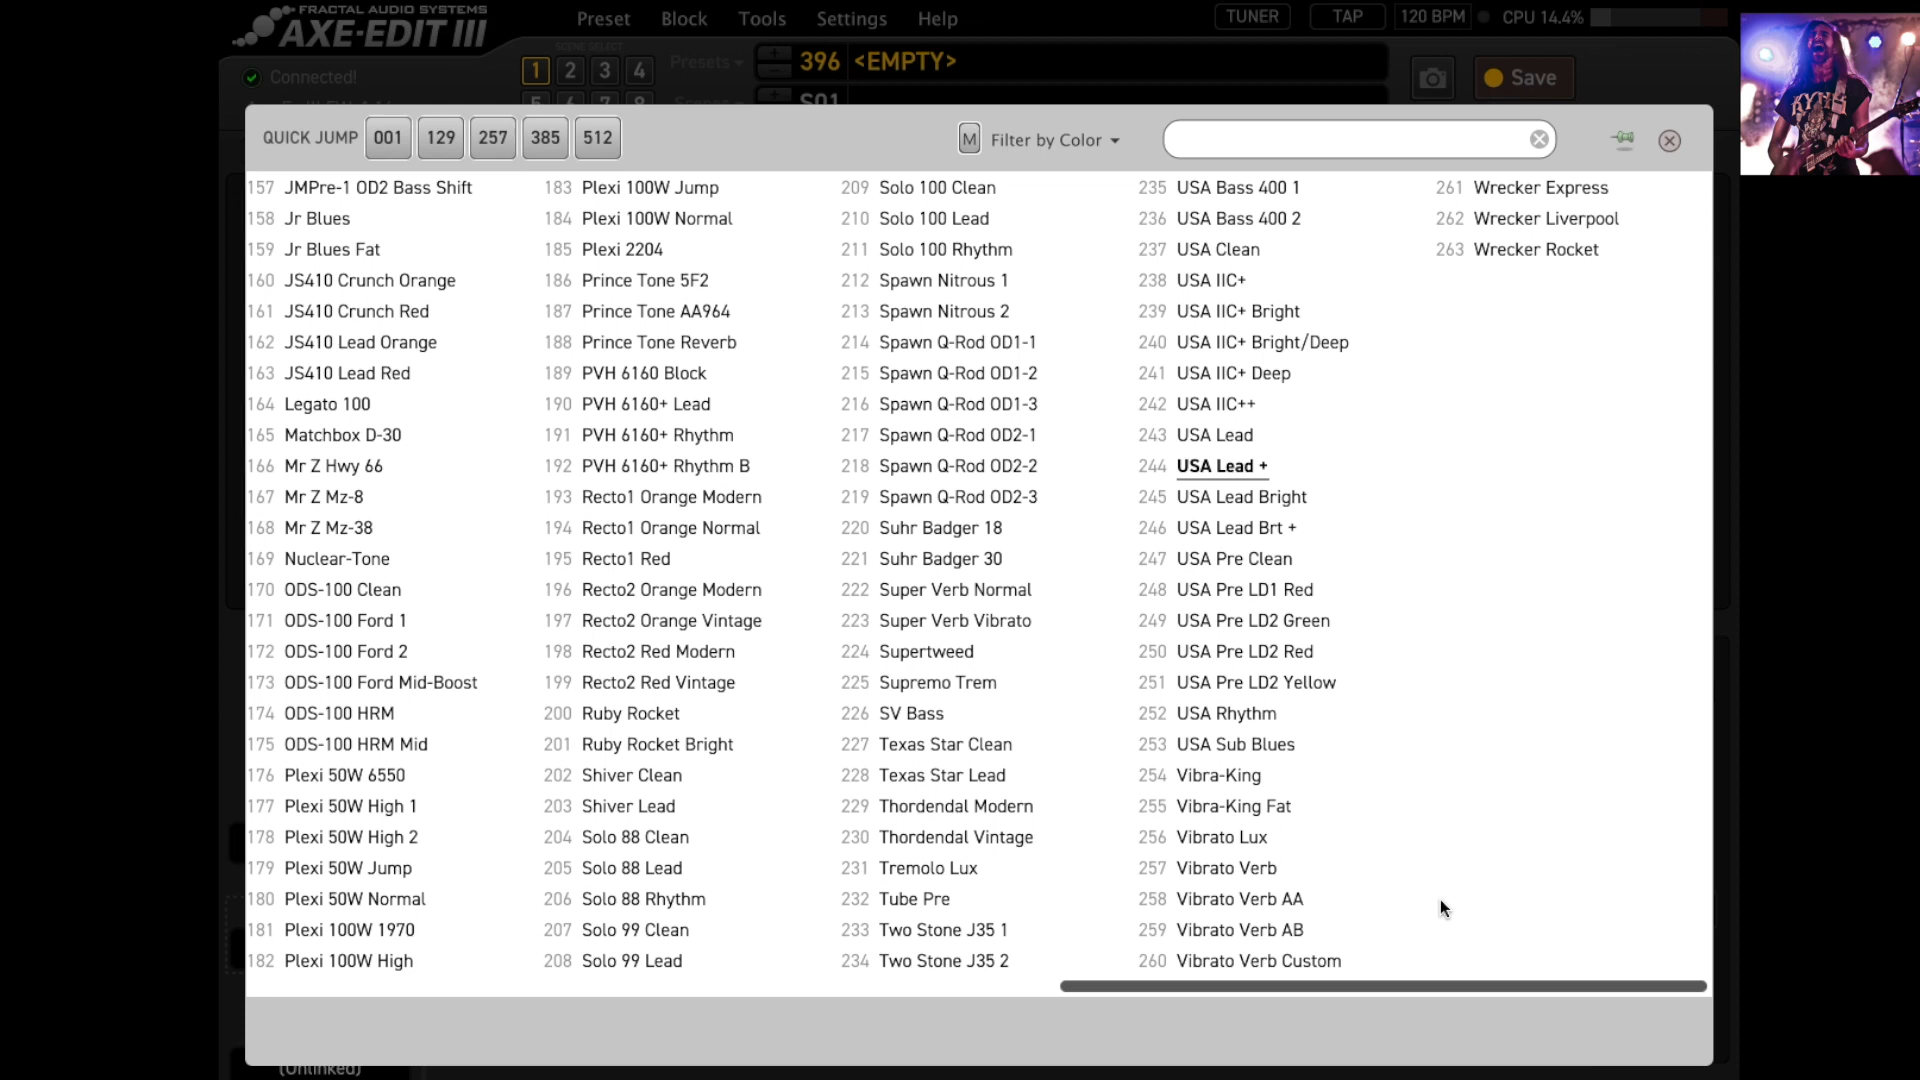 FRACTAL AUDIO SYSTEMS
AXE-EDIT III
Preset Block Tools Settings Help
TUNER TAP 120 BPM CPU 14.4%
SCENE SELECT
Connected!
1 2 3 4
Presets
396 <EMPTY>
Save
QUICK JUMP 001 129 257 385 512
M Filter by Color
157 JMPre-1 OD2 Bass Shift
158 Jr Blues
159 Jr Blues Fat
160 JS410 Crunch Orange
161 JS410 Crunch Red
162 JS410 Lead Orange
163 JS410 Lead Red
164 Legato 100
165 Matchbox D-30
166 Mr Z Hwy 66
167 Mr Z Mz-8
168 Mr Z Mz-38
169 Nuclear-Tone
170 ODS-100 Clean
171 ODS-100 Ford 1
172 ODS-100 Ford 2
173 ODS-100 Ford Mid-Boost
174 ODS-100 HRM
175 ODS-100 HRM Mid
176 Plexi 50W 6550
177 Plexi 50W High 1
178 Plexi 50W High 2
179 Plexi 50W Jump
180 Plexi 50W Normal
181 Plexi 100W 1970
182 Plexi 100W High
183 Plexi 100W Jump
184 Plexi 100W Normal
185 Plexi 2204
186 Prince Tone 5F2
187 Prince Tone AA964
188 Prince Tone Reverb
189 PVH 6160 Block
190 PVH 6160+ Lead
191 PVH 6160+ Rhythm
192 PVH 6160+ Rhythm B
193 Recto1 Orange Modern
194 Recto1 Orange Normal
195 Recto1 Red
196 Recto2 Orange Modern
197 Recto2 Orange Vintage
198 Recto2 Red Modern
199 Recto2 Red Vintage
200 Ruby Rocket
201 Ruby Rocket Bright
202 Shiver Clean
203 Shiver Lead
204 Solo 88 Clean
205 Solo 88 Lead
206 Solo 88 Rhythm
207 Solo 99 Clean
208 Solo 99 Lead
209 Solo 100 Clean
210 Solo 100 Lead
211 Solo 100 Rhythm
212 Spawn Nitrous 1
213 Spawn Nitrous 2
214 Spawn Q-Rod OD1-1
215 Spawn Q-Rod OD1-2
216 Spawn Q-Rod OD1-3
217 Spawn Q-Rod OD2-1
218 Spawn Q-Rod OD2-2
219 Spawn Q-Rod OD2-3
220 Suhr Badger 18
221 Suhr Badger 30
222 Super Verb Normal
223 Super Verb Vibrato
224 Supertweed
225 Supremo Trem
226 SV Bass
227 Texas Star Clean
228 Texas Star Lead
229 Thordendal Modern
230 Thordendal Vintage
231 Tremolo Lux
232 Tube Pre
233 Two Stone J35 1
234 Two Stone J35 2
235 USA Bass 400 1
236 USA Bass 400 2
237 USA Clean
238 USA IIC+
239 USA IIC+ Bright
240 USA IIC+ Bright/Deep
241 USA IIC+ Deep
242 USA IIC++
243 USA Lead
244 USA Lead +
245 USA Lead Bright
246 USA Lead Brt +
247 USA Pre Clean
248 USA Pre LD1 Red
249 USA Pre LD2 Green
250 USA Pre LD2 Red
251 USA Pre LD2 Yellow
252 USA Rhythm
253 USA Sub Blues
254 Vibra-King
255 Vibra-King Fat
256 Vibrato Lux
257 Vibrato Verb
258 Vibrato Verb AA
259 Vibrato Verb AB
260 Vibrato Verb Custom
261 Wrecker Express
262 Wrecker Liverpool
263 Wrecker Rocket
(Unlinked)